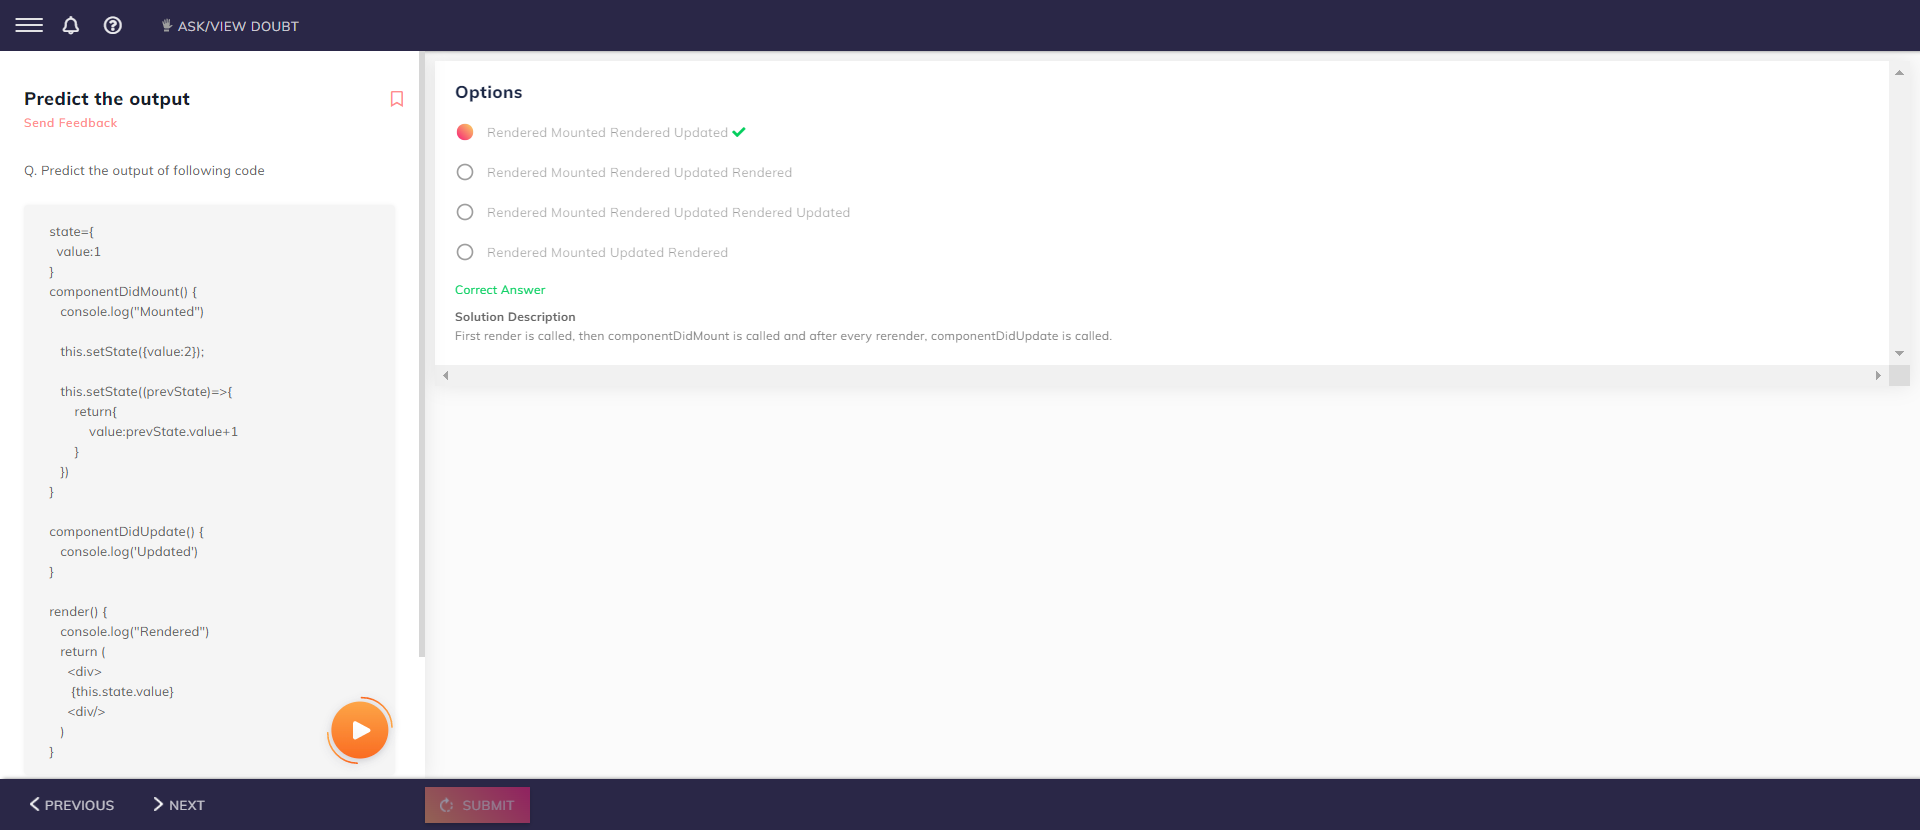 ASK/VIEW DOUBT
Predict the output
Send Feedback
Q. Predict the output of following code
state={
value:1
}
componentDidMount() {
console.log("Mounted")
this.setState({value:2});
this.setState((prevState)=>{
return{
value:prevState.value+1
}
})
}
componentDidUpdate() {
console.log('Updated')
}
render() {
console.log("Rendered")
return (
<div>
{this.state.value}
<div/>
)
}
Options
Rendered Mounted Rendered Updated
Rendered Mounted Rendered Updated Rendered
Rendered Mounted Rendered Updated Rendered Updated
Rendered Mounted Updated Rendered
Correct Answer
Solution Description
First render is called, then componentDidMount is called and after every rerender, componentDidUpdate is called.
PREVIOUS
NEXT
SUBMIT